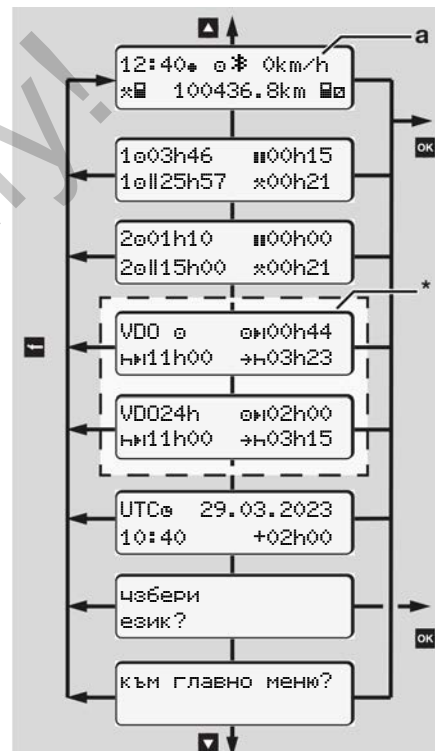 a
12:40● ⊙ᛒ 0km/h
⚒ 100436.8km
OK
1⊙03h46 00h15
1⊙||25h57 ⚒00h21
2⊙01h10 00h00
2⊙||15h00 ⚒00h21
*
VDO ⊙ 00h44
11h00 03h23
VDO24h 02h00
11h00 03h15
UTC 29.03.2023
10:40 +02h00
избери
език?
OK
към главно меню?